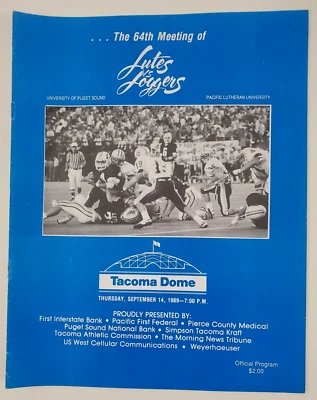 . . . The 64th Meeting of
Lutes
vs
Loggers
UNIVERSITY OF PUGET SOUND
PACIFIC LUTHERAN UNIVERSITY
Tacoma Dome
THURSDAY, SEPTEMBER 14, 1989—7:00 P.M.
PROUDLY PRESENTED BY:
First Interstate Bank • Pacific First Federal • Pierce County Medical
Puget Sound National Bank • Simpson Tacoma Kraft
Tacoma Athletic Commission • The Morning News Tribune
US West Cellular Communications • Weyerhaeuser
Official Program
$2.00